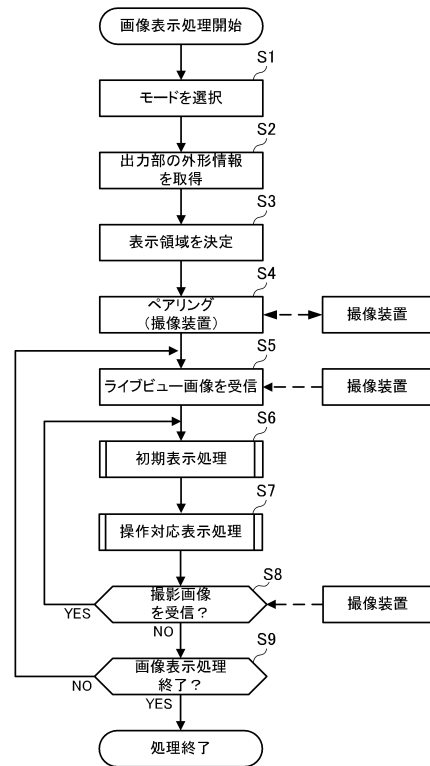 画像表示処理開始
S1
モードを選択
S2
出力部の外形情報
を取得
S3
表示領域を決定
S4
ペアリング
(撮像装置)
撮像装置
S5
ライブビュー画像を受信
撮像装置
S6
初期表示処理
S7
操作対応表示処理
S8
撮影画像
を受信?
撮像装置
YES
NO
S9
画像表示処理
終了?
NO
YES
処理終了